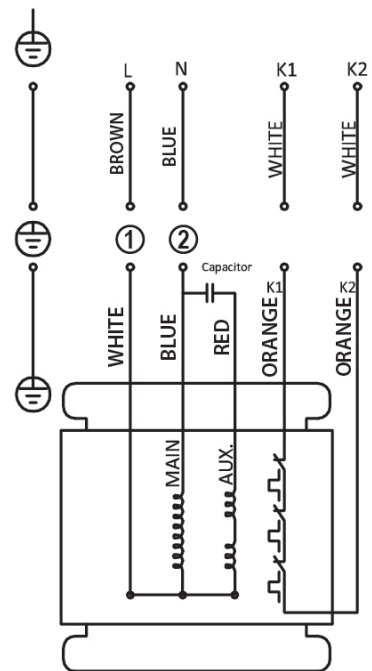 L N K1 K2
BROWN BLUE WHITE WHITE
① ②
Capacitor
K1 K2
WHITE BLUE RED ORANGE ORANGE
MAIN AUX.